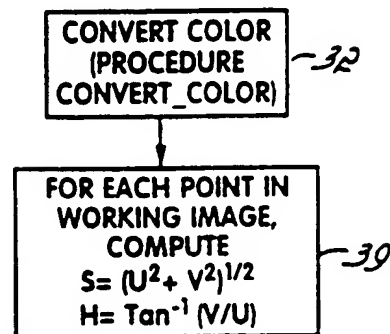 CONVERT COLOR
(PROCEDURE
CONVERT_COLOR)
32
FOR EACH POINT IN
WORKING IMAGE,
COMPUTE
S= (U²+ V²)¹/²
H= Tan⁻¹ (V/U)
39